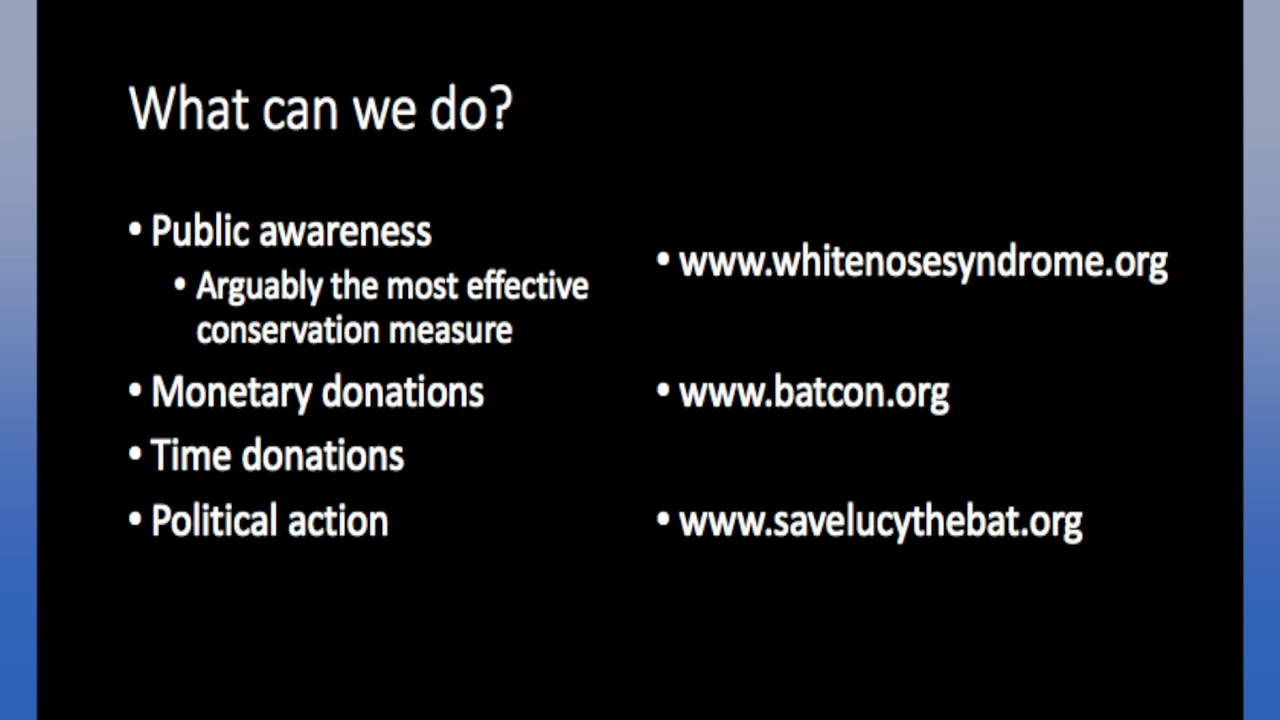 What can we do?
• Public awareness
• Arguably the most effective
conservation measure
• Monetary donations
• Time donations
• Political action
• www.whitenosesyndrome.org
• www.batcon.org
• www.savelucythebat.org